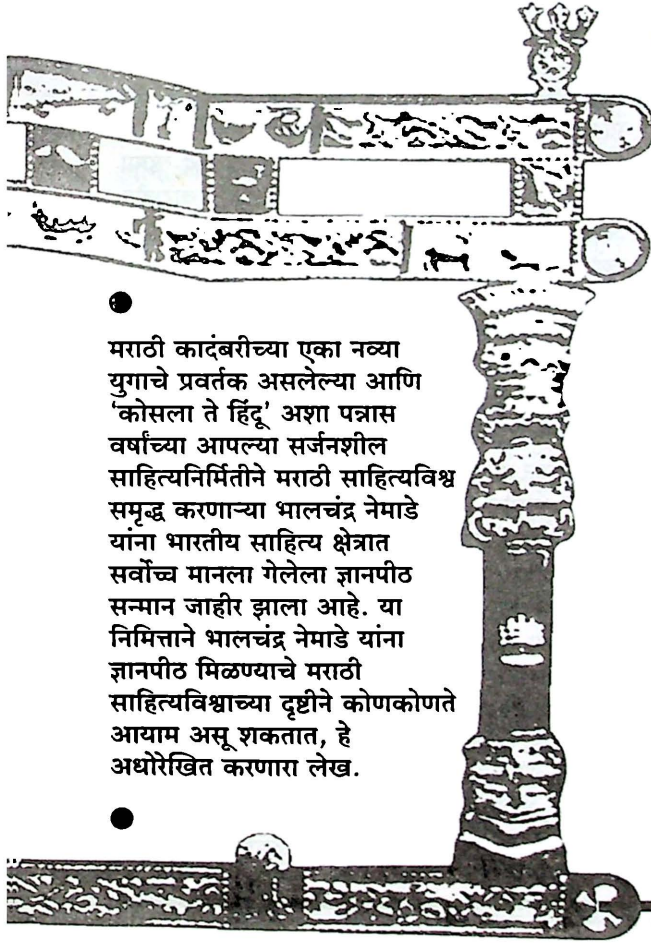 मराठी कादंबरीच्या एका नव्या
युगाचे प्रवर्तक असलेल्या आणि
'कोसला ते हिंदू' अशा पन्नास
वर्षांच्या आपल्या सर्जनशील
साहित्यनिर्मितीने मराठी साहित्यविश्व
समृद्ध करणाऱ्या भालचंद्र नेमाडे
यांना भारतीय साहित्य क्षेत्रात
सर्वोच्च मानला गेलेला ज्ञानपीठ
सन्मान जाहीर झाला आहे. या
निमित्ताने भालचंद्र नेमाडे यांना
ज्ञानपीठ मिळण्याचे मराठी
साहित्यविश्वाच्या दृष्टीने कोणकोणते
आयाम असू शकतात, हे
अधोरेखित करणारा लेख.